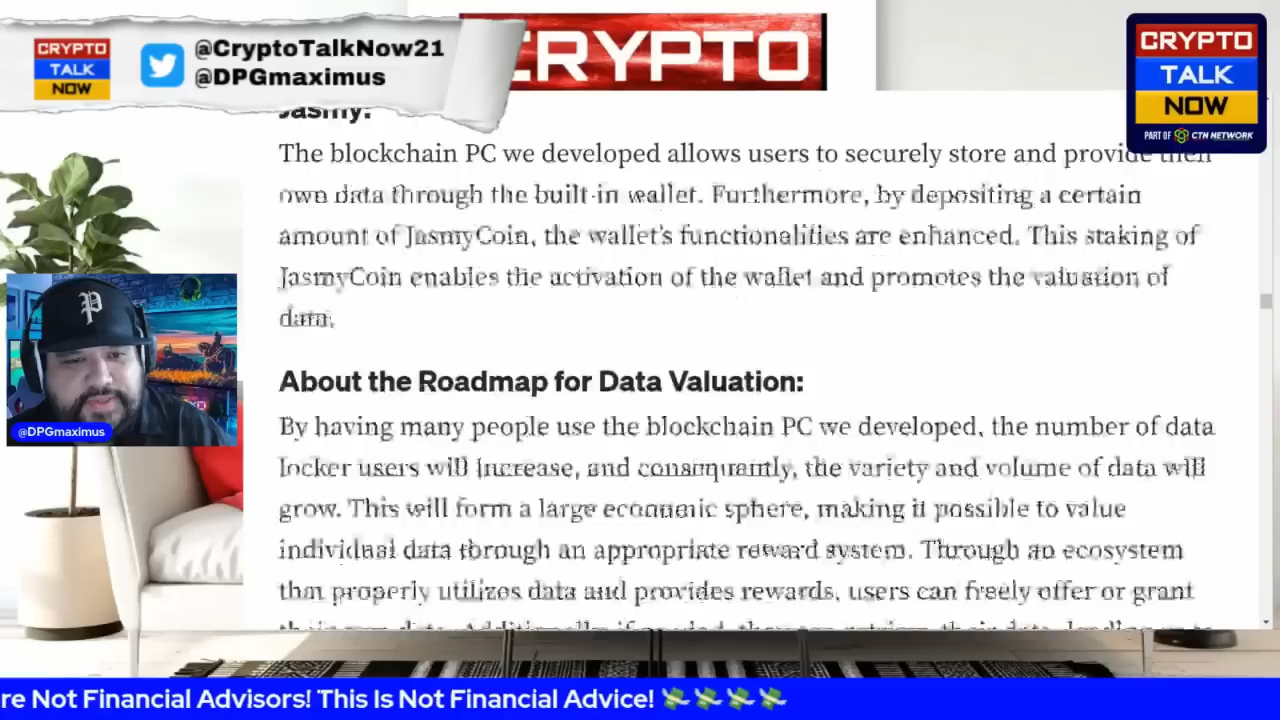 CRYPTO
TALK
NOW
@CryptoTalkNow21
@DPGmaximus
CRYPTO
CRYPTO
TALK
NOW
PART OF CTN NETWORK
Jasmy:
The blockchain PC we developed allows users to securely store and provide their
own data through the built-in wallet. Furthermore, by depositing a certain
amount of JasmyCoin, the wallet's functionalities are enhanced. This staking of
JasmyCoin enables the activation of the wallet and promotes the valuation of
data.
About the Roadmap for Data Valuation:
By having many people use the blockchain PC we developed, the number of data
locker users will increase, and consequently, the variety and volume of data will
grow. This will form a large economic sphere, making it possible to value
individual data through an appropriate reward system. Through an ecosystem
that properly utilizes data and provides rewards, users can freely offer or grant
P
@DPGmaximus
re Not Financial Advisors! This Is Not Financial Advice!